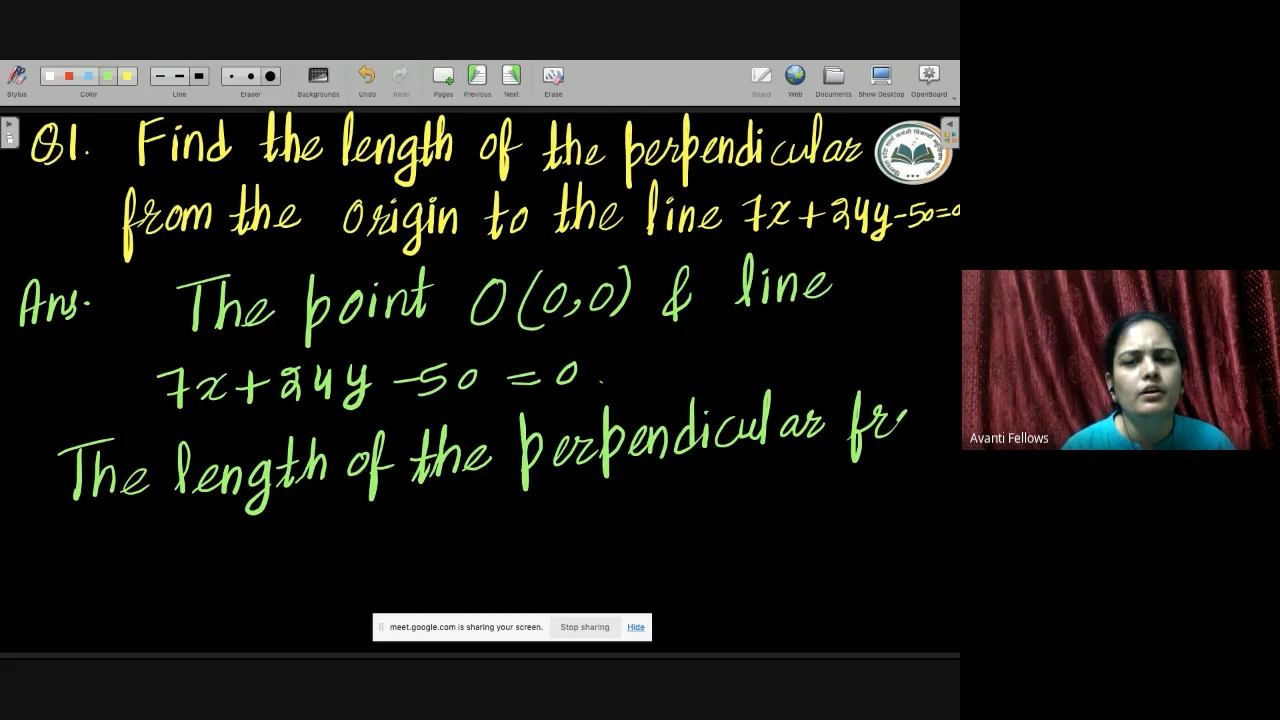 Stylus
Color
Line
Eraser
Backgrounds
Undo
Redo
Pages
Previous
Next
Erase
Board
Web
Documents
Show Desktop
OpenBoard
Q1. Find the length of the perpendicular
from the origin to the line 7x+24y-50=0
Ans. The point O(0,0) & line
7x+24y-50=0.
The length of the perpendicular fr
Avanti Fellows
meet.google.com is sharing your screen. Stop sharing Hide